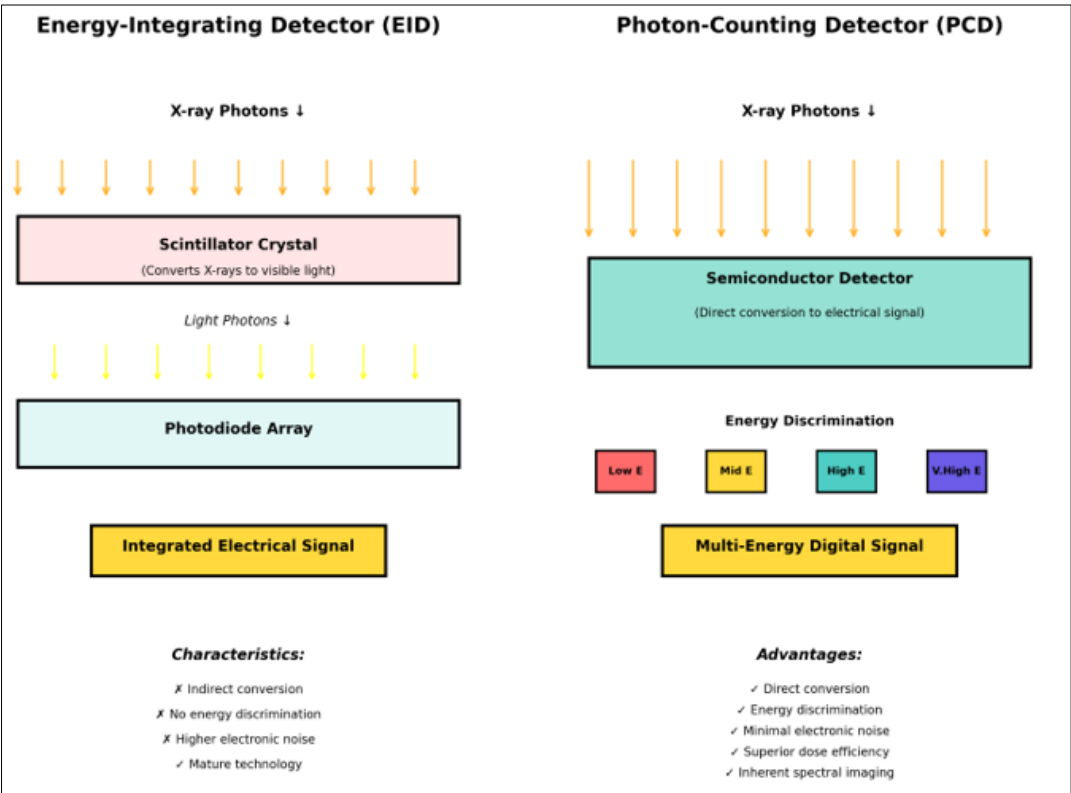 Energy-Integrating Detector (EID)
X-ray Photons ↓
Scintillator Crystal
(Converts X-rays to visible light)
Light Photons ↓
Photodiode Array
Integrated Electrical Signal
Characteristics:
✗ Indirect conversion
✗ No energy discrimination
✗ Higher electronic noise
✓ Mature technology
Photon-Counting Detector (PCD)
X-ray Photons ↓
Semiconductor Detector
(Direct conversion to electrical signal)
Energy Discrimination
Low E
Mid E
High E
V.High E
Multi-Energy Digital Signal
Advantages:
✓ Direct conversion
✓ Energy discrimination
✓ Minimal electronic noise
✓ Superior dose efficiency
✓ Inherent spectral imaging